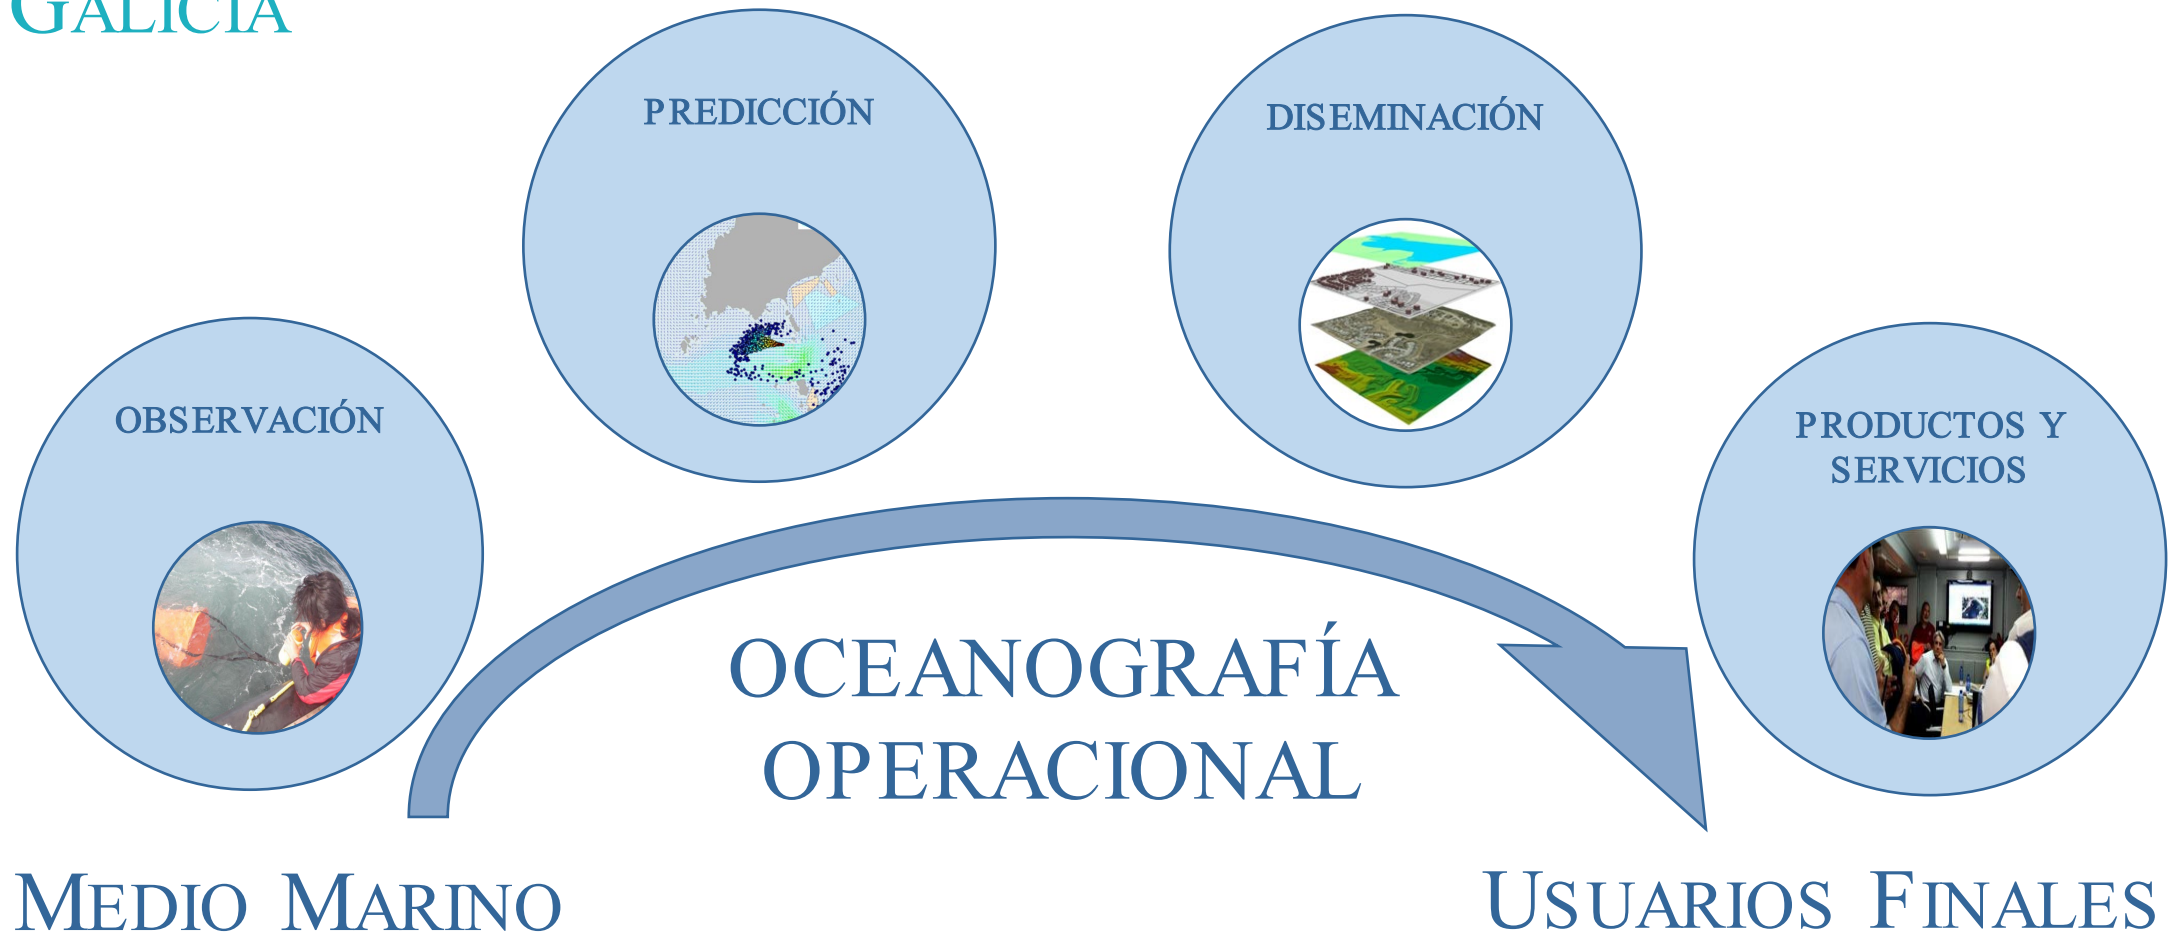 GALICIA
PREDICCIÓN
DISEMINACIÓN
OBSERVACIÓN
PRODUCTOS Y
SERVICIOS
OCEANOGRAFÍA
OPERACIONAL
MEDIO MARINO
USUARIOS FINALES